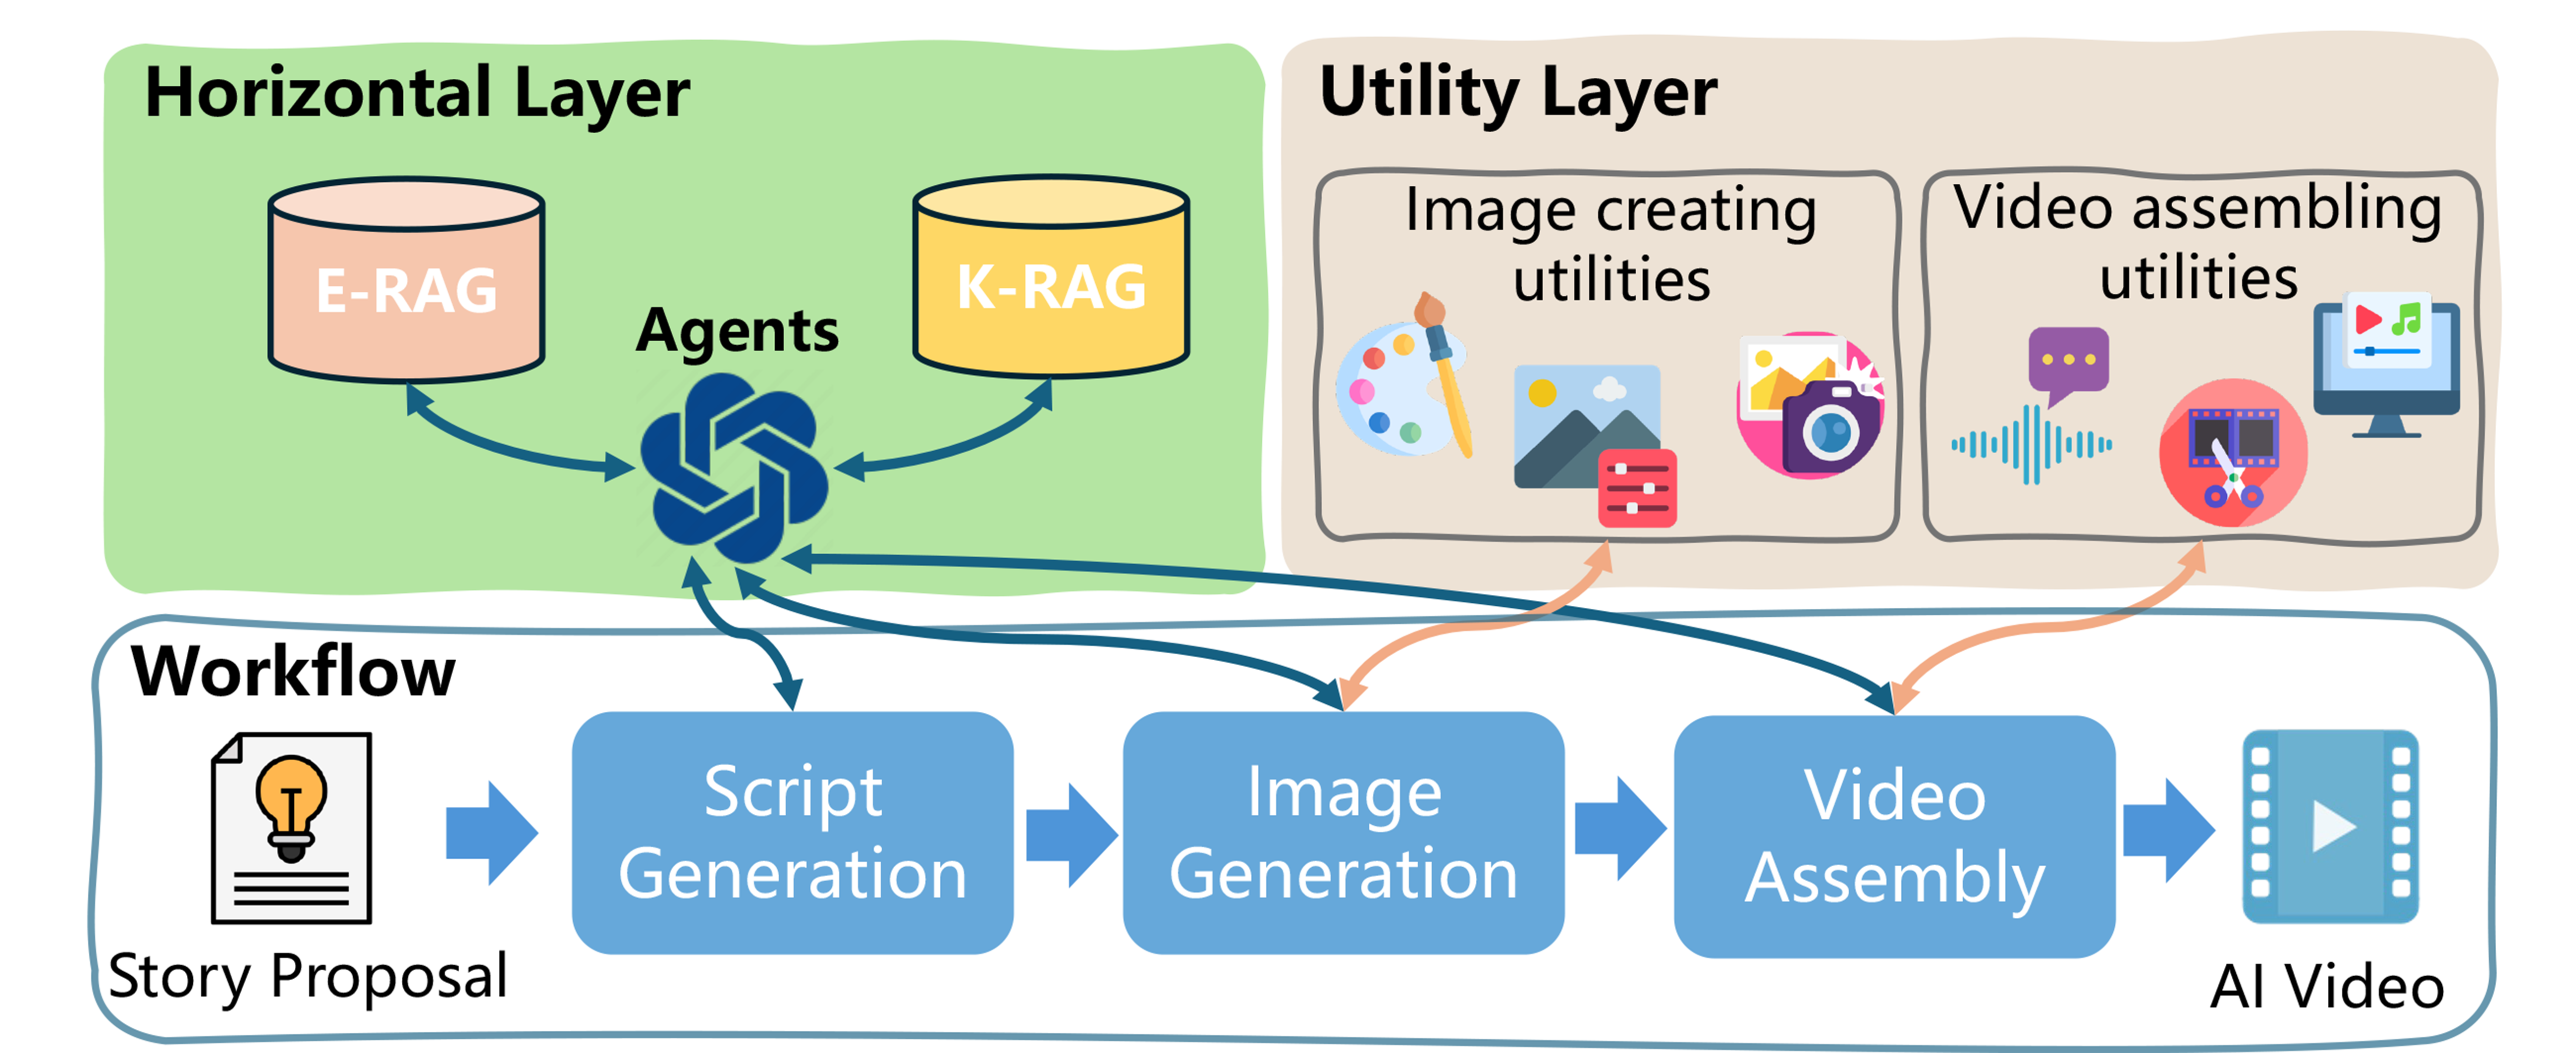 Horizontal Layer
E-RAG
Agents
K-RAG
Utility Layer
Image creating
utilities
Video assembling
utilities
Workflow
Story Proposal
Script
Generation
Image
Generation
Video
Assembly
AI Video